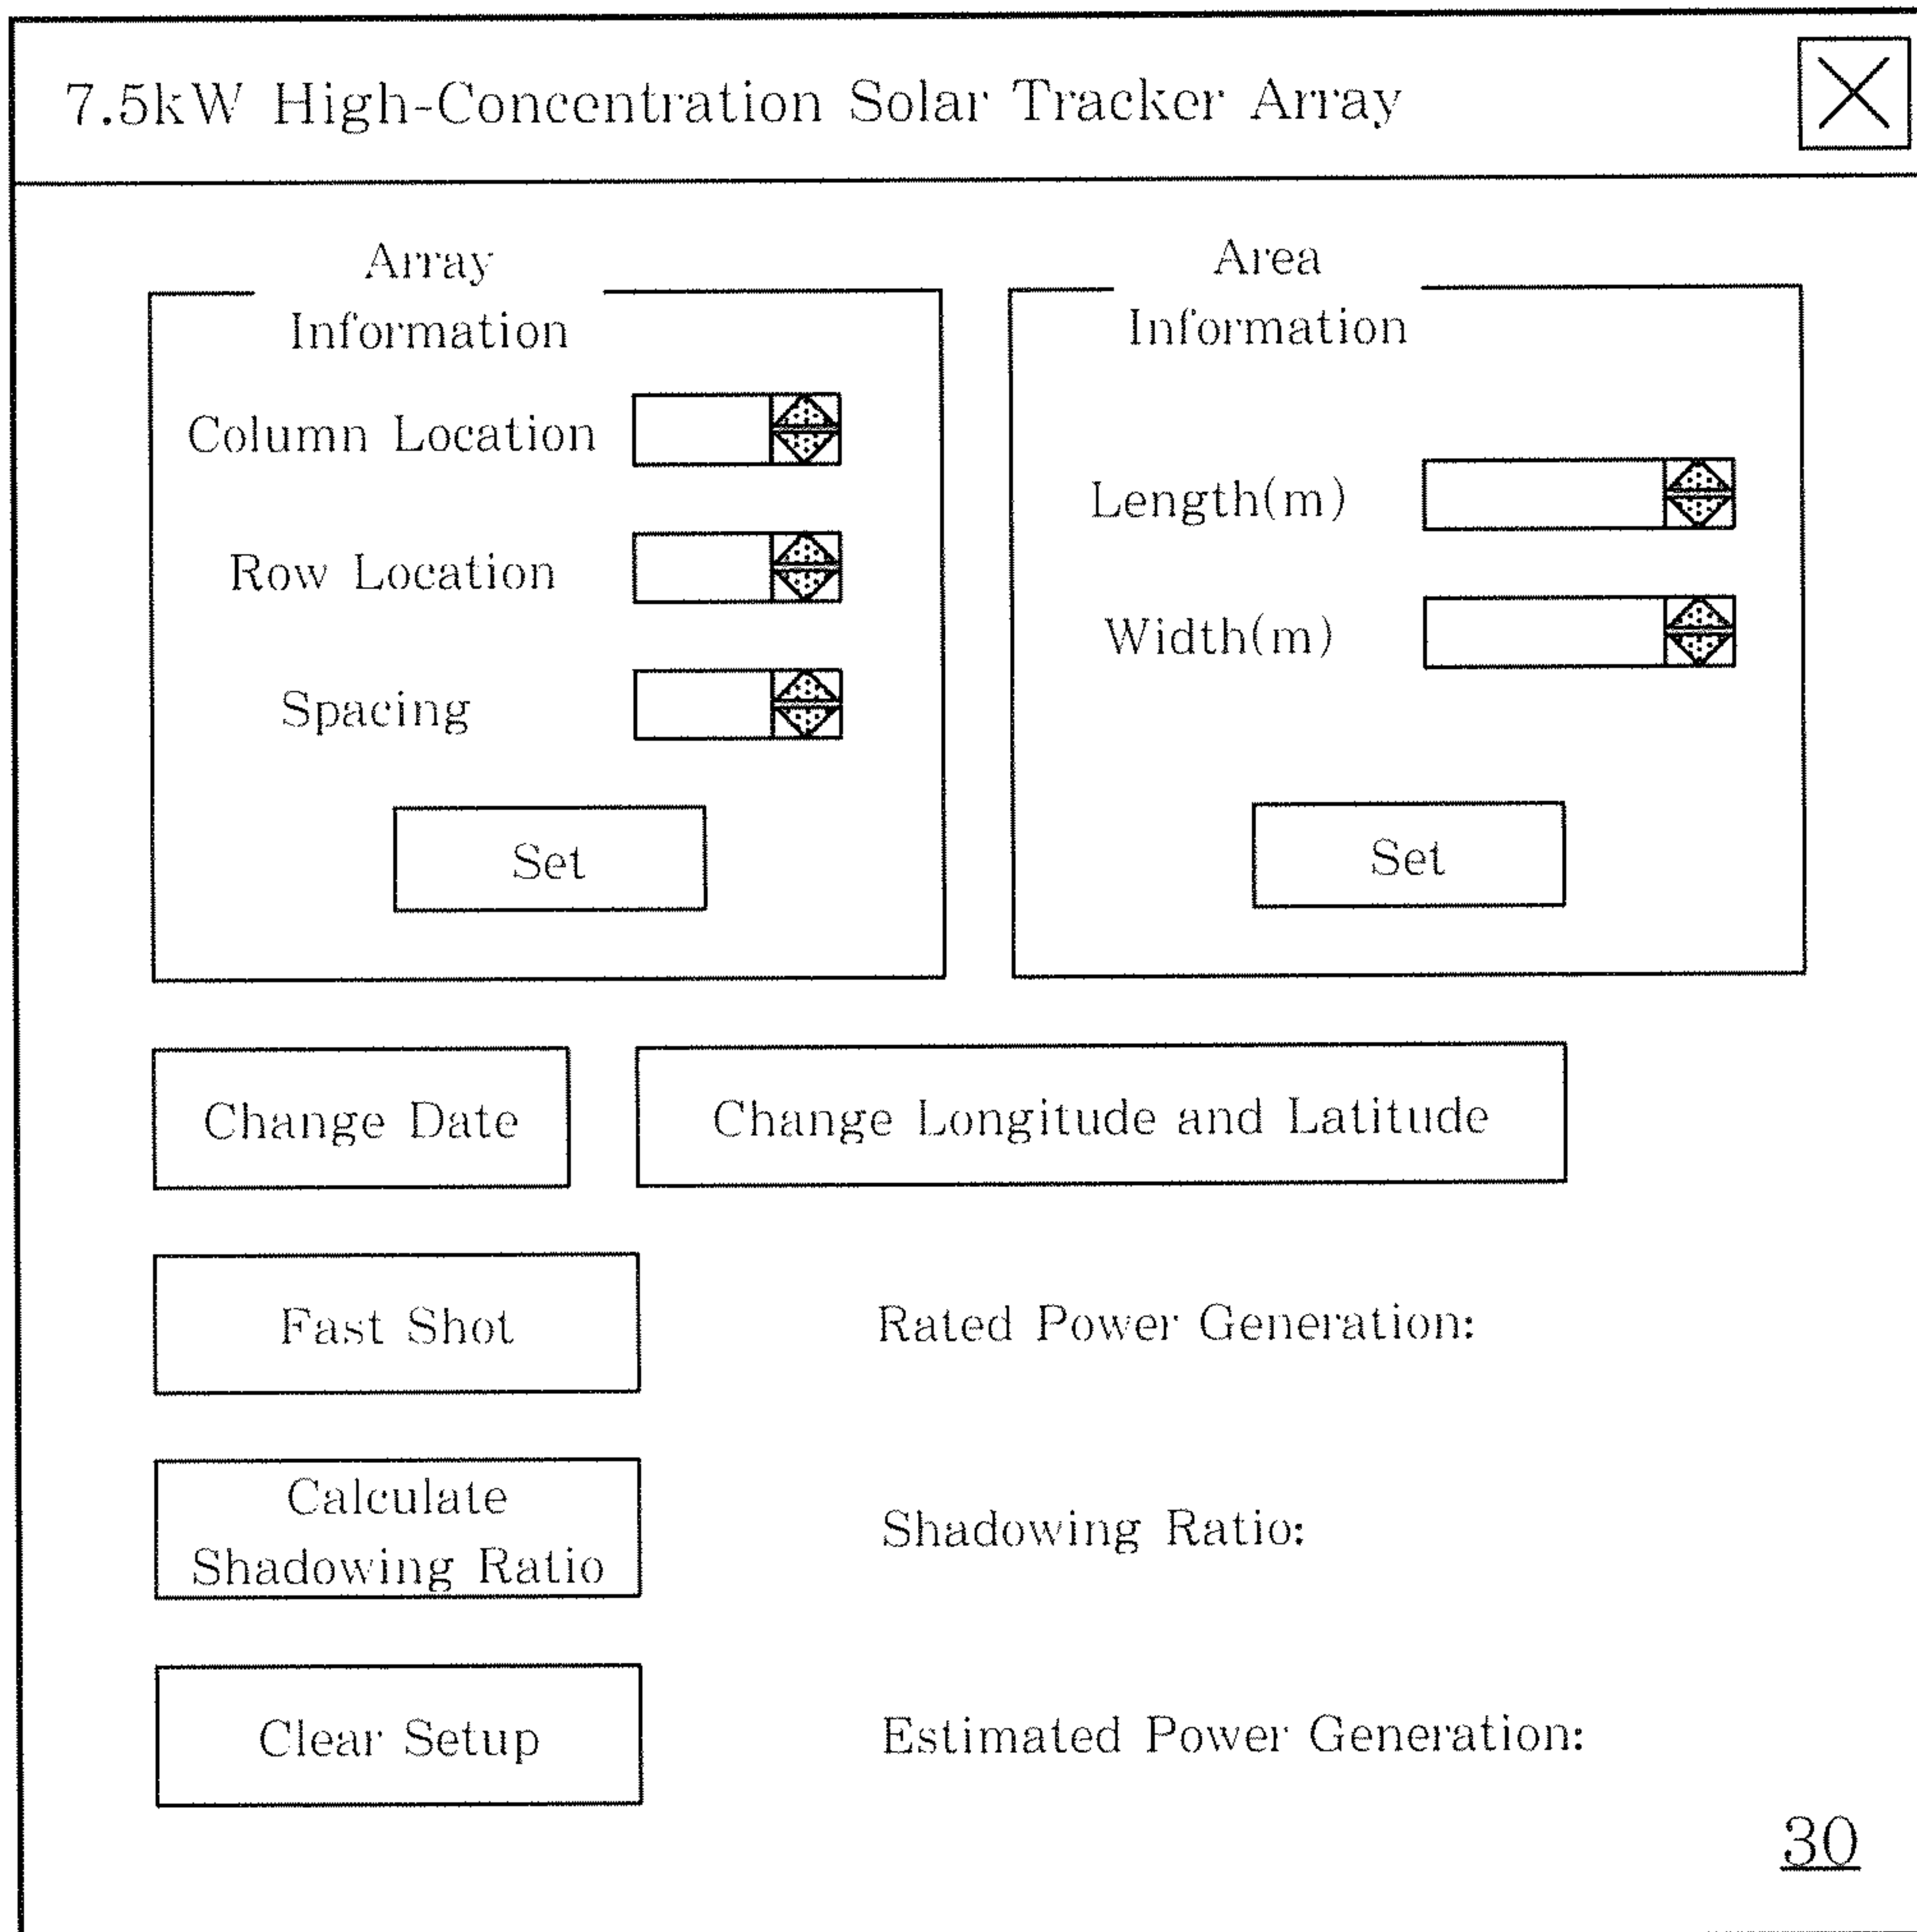 7.5kW High-Concentration Solar Tracker Array
Array
Information
Column Location
Row Location
Spacing
Set
Area
Information
Length(m)
Width(m)
Set
Change Date
Change Longitude and Latitude
Fast Shot
Rated Power Generation:
Calculate
Shadowing Ratio
Shadowing Ratio:
Clear Setup
Estimated Power Generation:
30